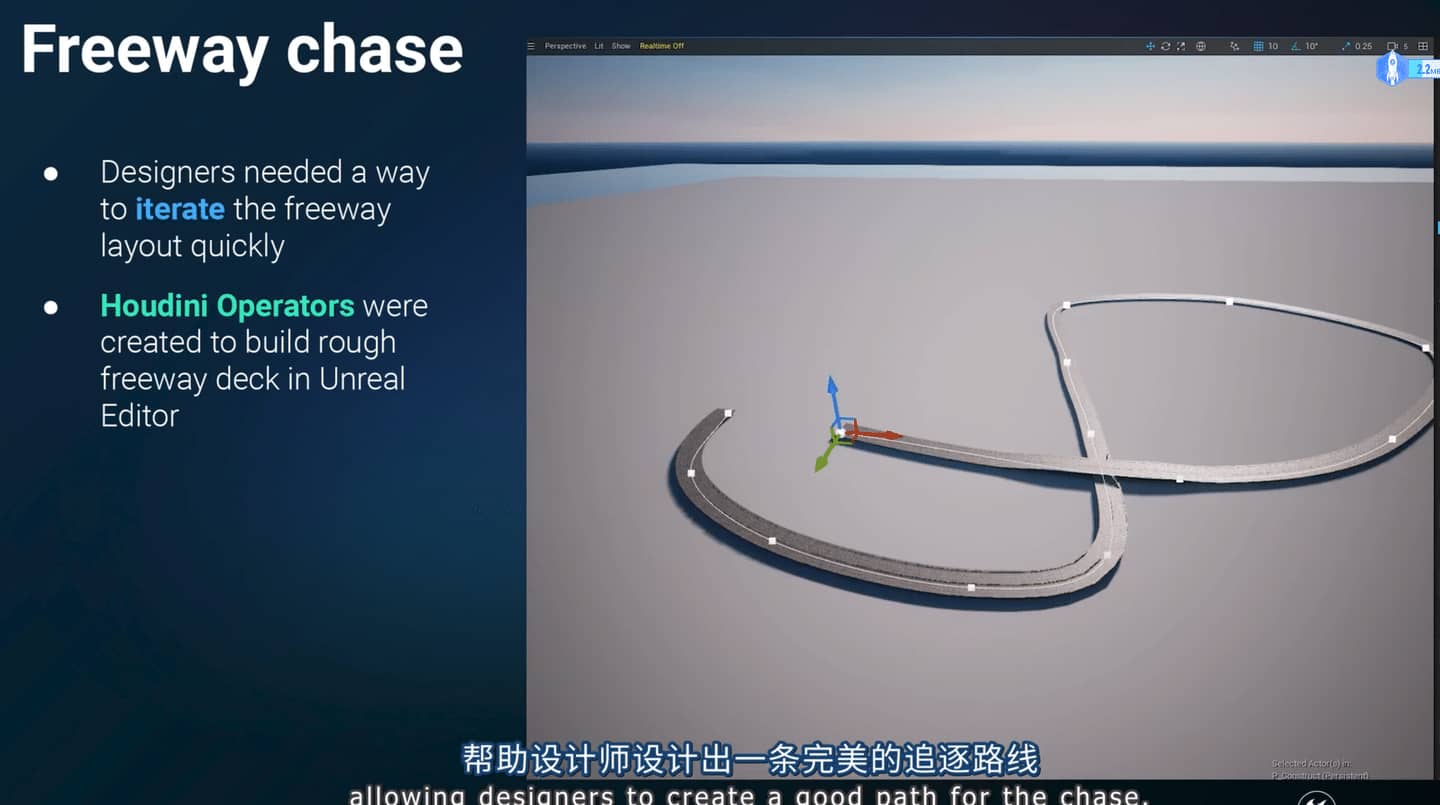 Freeway chase
Perspective Lit Show Realtime Off
10 10° 0.25 5
2.2MB
Designers needed a way
to iterate the freeway
layout quickly
Houdini Operators were
created to build rough
freeway deck in Unreal
Editor
帮助设计师设计出一条完美的追逐路线
Selected Actor(s) in:
P_Construct (Persistent)
allowing designers to create a good path for the chase.